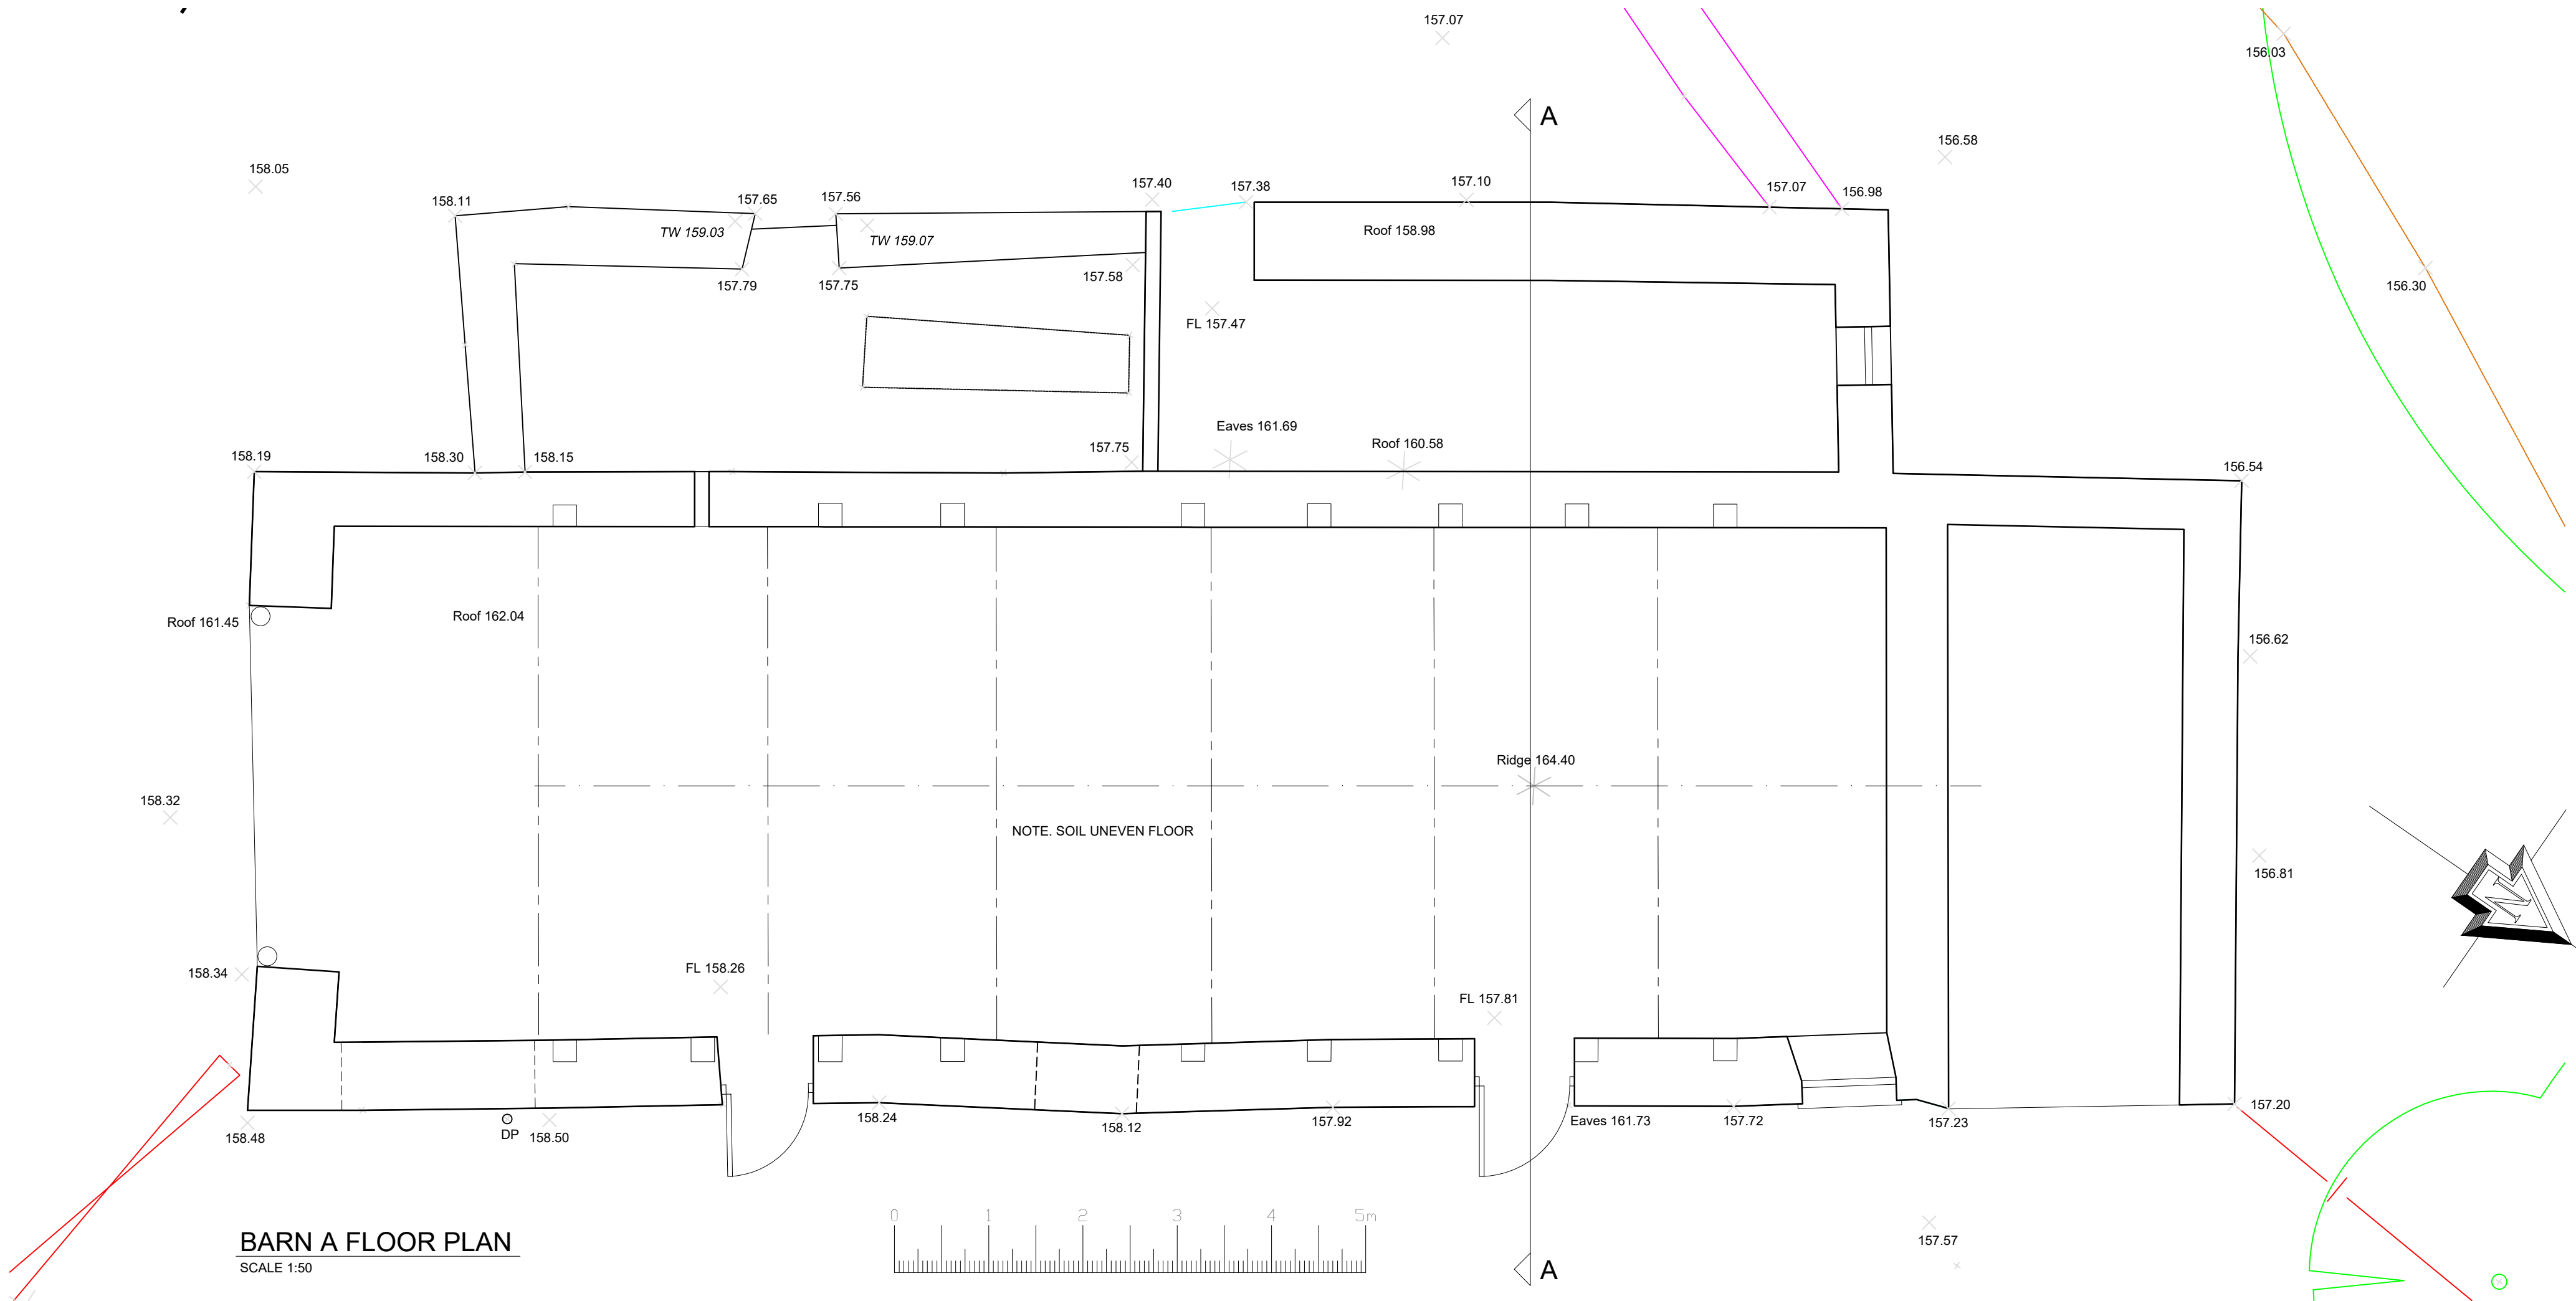 157.07
156.03
A
156.58
158.05
157.40
157.38
157.10
157.07
156.98
158.11
157.65
157.56
TW 159.03
TW 159.07
Roof 158.98
157.79
157.75
157.58
156.30
FL 157.47
Eaves 161.69
Roof 160.58
158.19
158.30
158.15
157.75
156.54
Roof 161.45
Roof 162.04
156.62
Ridge 164.40
158.32
NOTE. SOIL UNEVEN FLOOR
156.81
N
158.34
FL 158.26
FL 157.81
158.48
DP
158.50
158.24
158.12
157.92
Eaves 161.73
157.72
157.23
157.20
0 1 2 3 4 5m
BARN A FLOOR PLAN
SCALE 1:50
A
157.57